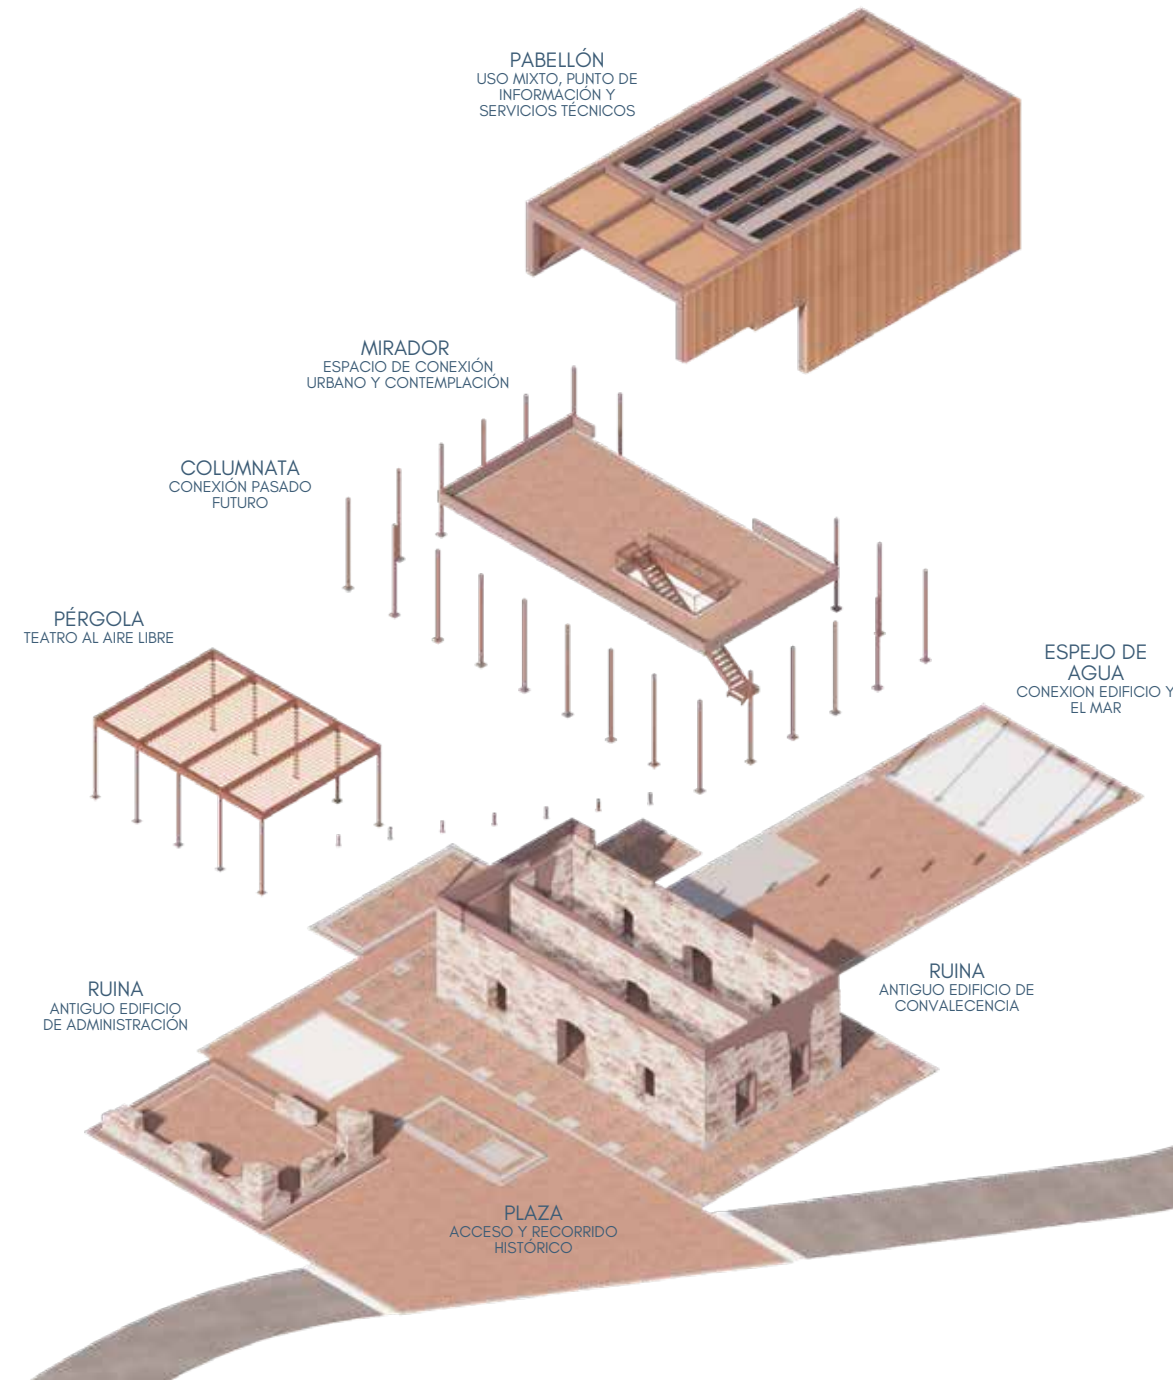 PABELLÓN
USO MIXTO, PUNTO DE
INFORMACIÓN Y
SERVICIOS TÉCNICOS
MIRADOR
ESPACIO DE CONEXIÓN
URBANO Y CONTEMPLACIÓN
COLUMNATA
CONEXIÓN PASADO
FUTURO
PÉRGOLA
TEATRO AL AIRE LIBRE
ESPEJO DE
AGUA
CONEXION EDIFICIO Y
EL MAR
RUINA
ANTIGUO EDIFICIO DE
CONVALECENCIA
RUINA
ANTIGUO EDIFICIO
DE ADMINISTRACIÓN
PLAZA
ACCESO Y RECORRIDO
HISTÓRICO